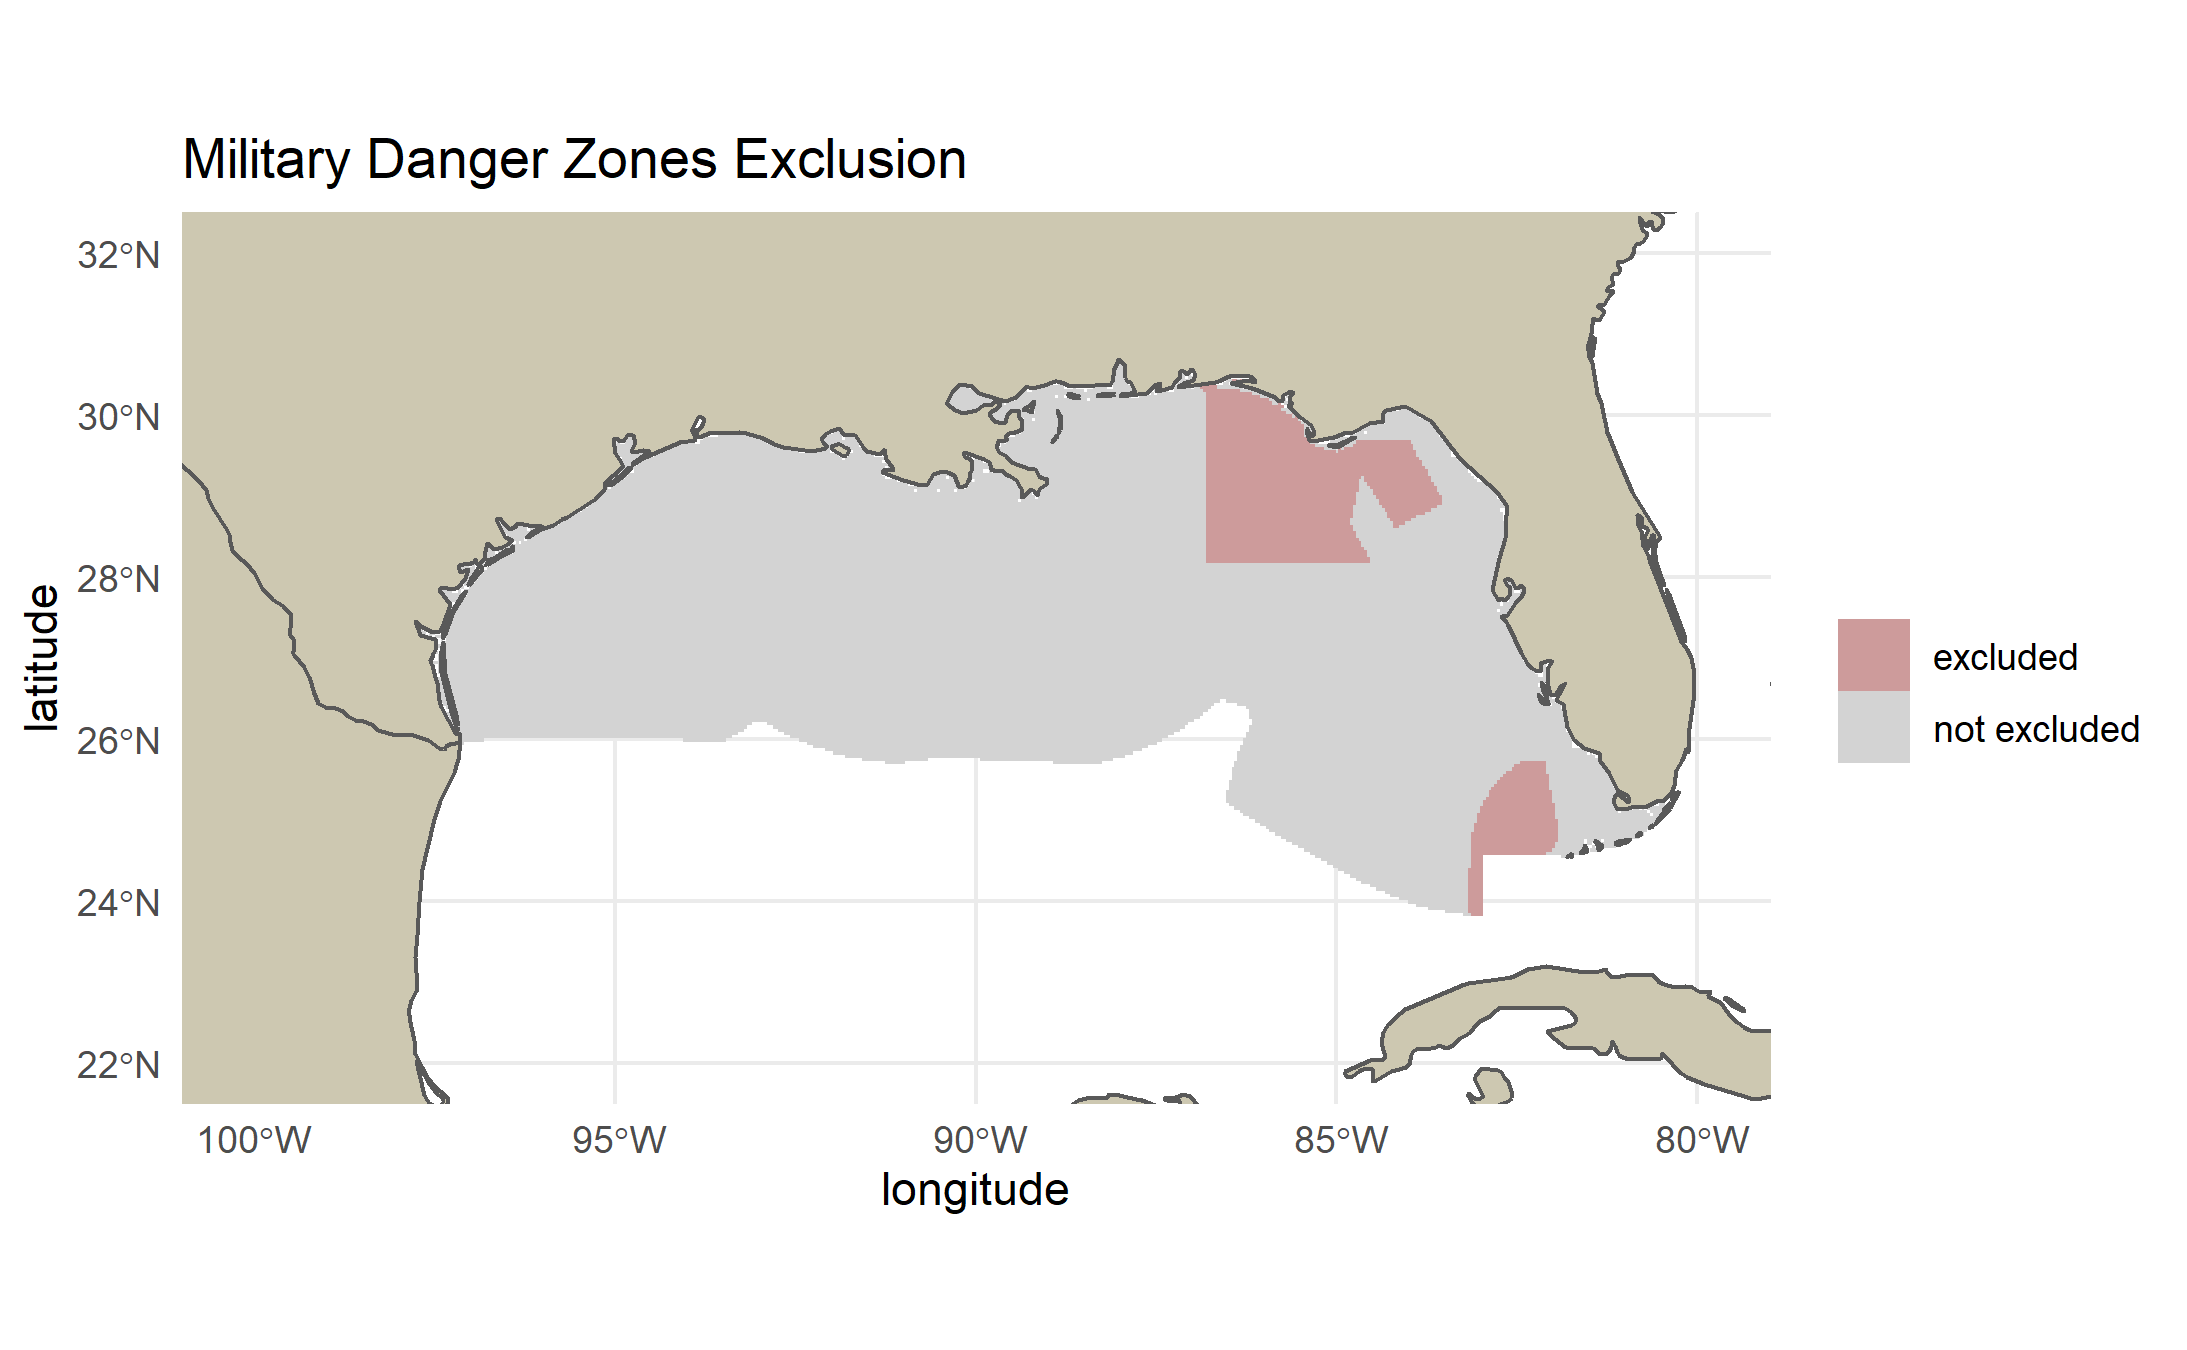 Military Danger Zones Exclusion
32°N
30°N
28°N
26°N
24°N
22°N
latitude
100°W
95°W
90°W
85°W
80°W
longitude
excluded
not excluded